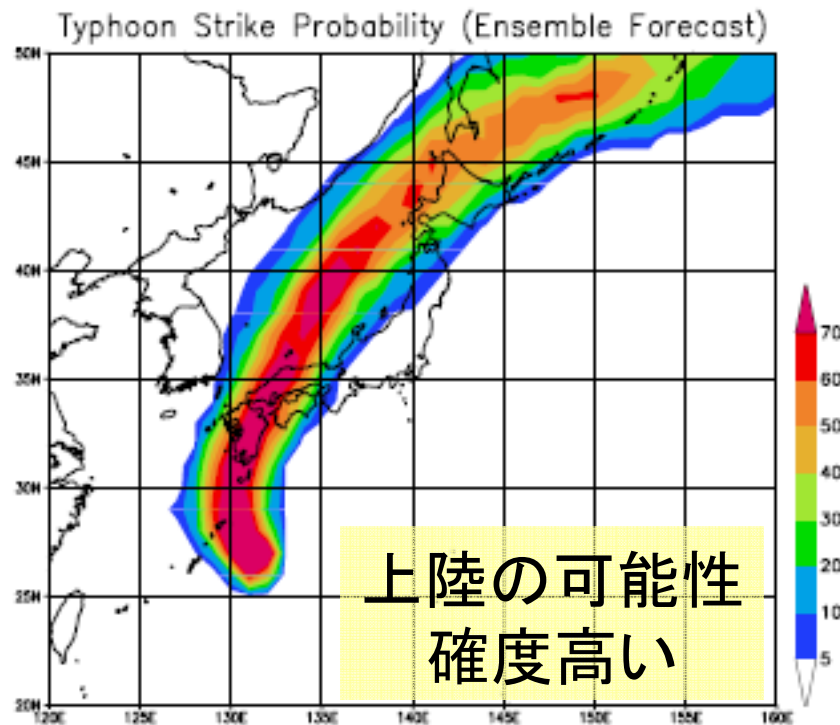 Typhoon Strike Probability (Ensemble Forecast)
50N
45N
40N
35N
30N
25N
20N
120E
125E
130E
135E
140E
145E
150E
155E
160E
70
60
50
40
30
20
10
5
上陸の可能性
確度高い